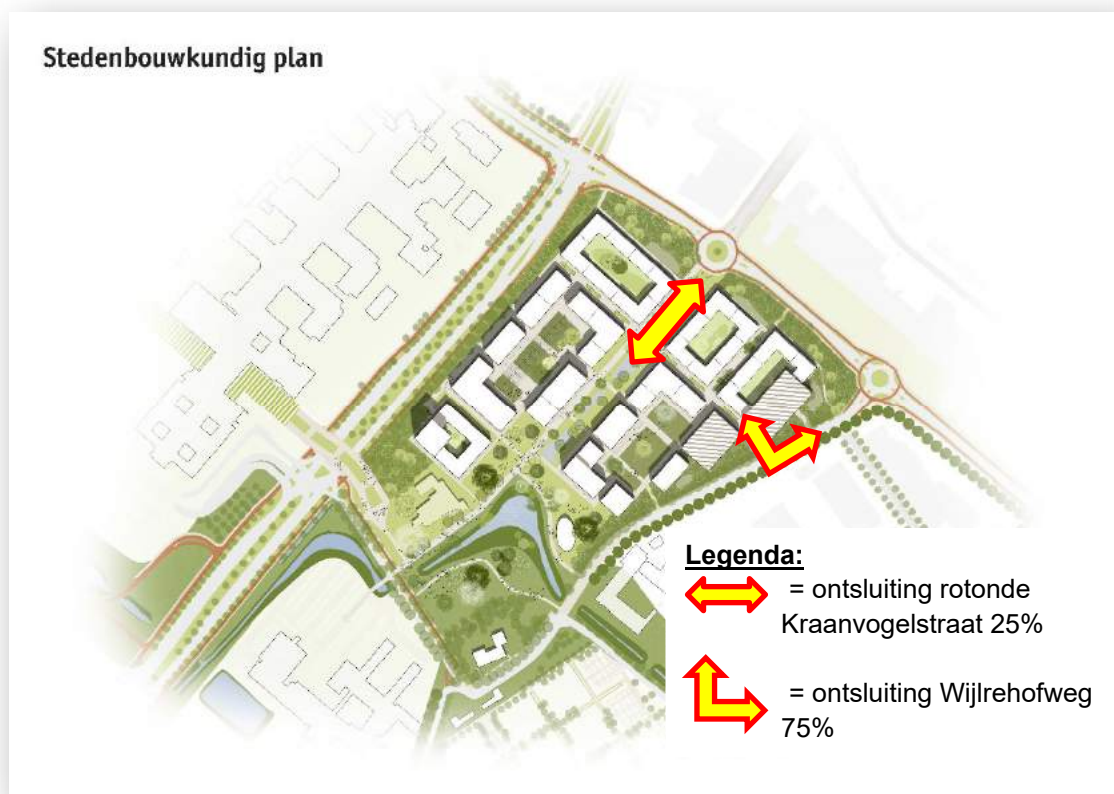 Stedenbouwkundig plan
Legenda:
= ontsluiting rotonde
Kraanvogelstraat 25%
= ontsluiting Wijlrehofweg
75%